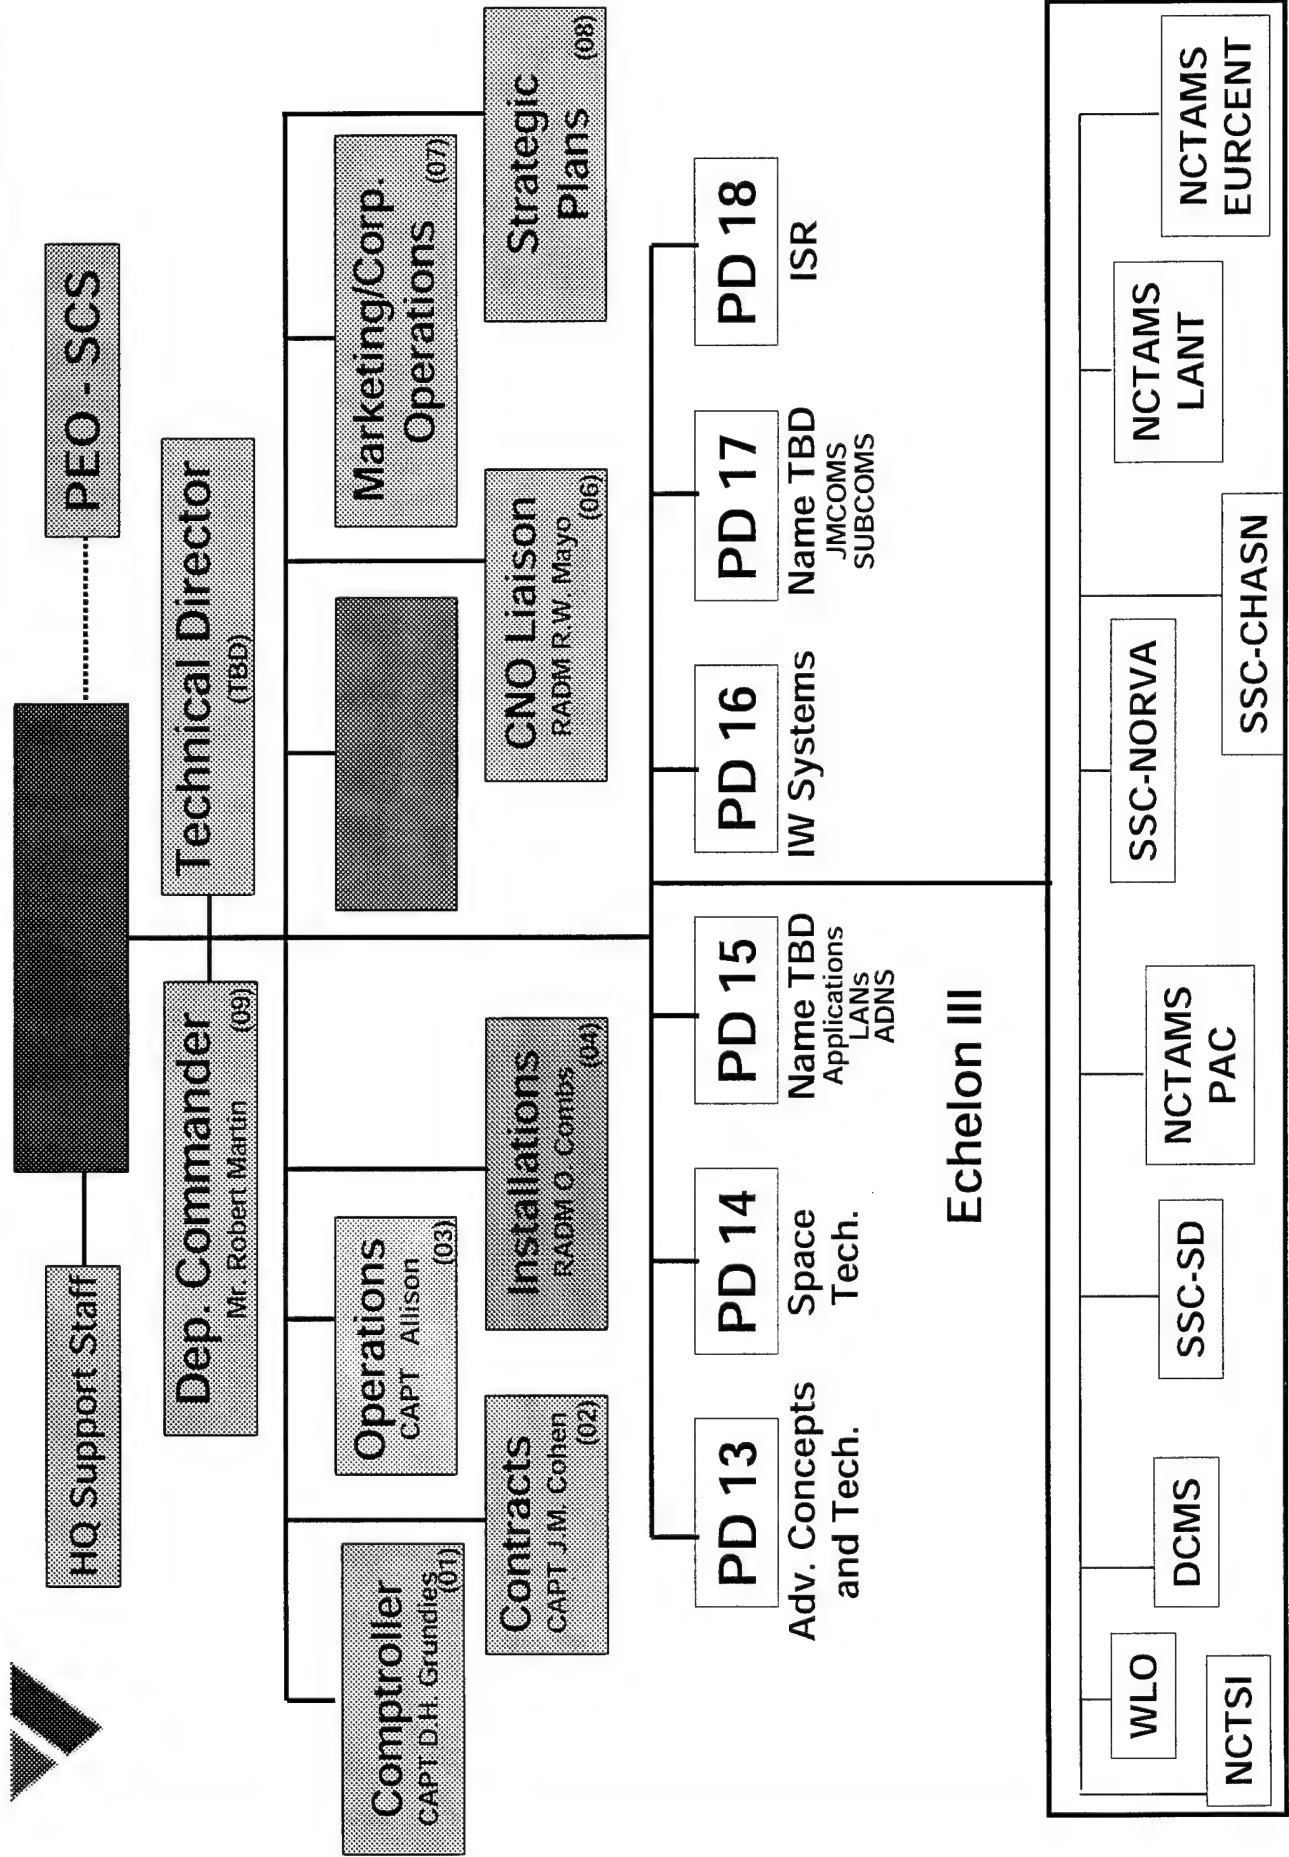 HQ Support Staff
PEO - SCS
Dep. Commander
Mr. Robert Martin
(09)
Technical Director
(TBD)
Comptroller
CAPT D.H. Grundies
(01)
Contracts
CAPT J.M. Cohen
(02)
Operations
CAPT Allison
(03)
Installations
RADM O. Combs
(04)
CNO Liaison
RADM R.W. Mayo
(06)
Marketing/Corp.
Operations
(07)
Strategic
Plans
(08)
PD 13
Adv. Concepts
and Tech.
PD 14
Space
Tech.
PD 15
Name TBD
Applications
LANs
ADNS
PD 16
IW Systems
PD 17
Name TBD
JMCOMS
SUBCOMS
PD 18
ISR
Echelon III
NCTSI
WLO
DCMS
SSC-SD
NCTAMS
PAC
SSC-NORVA
SSC-CHASN
NCTAMS
LANT
NCTAMS
EURCENT